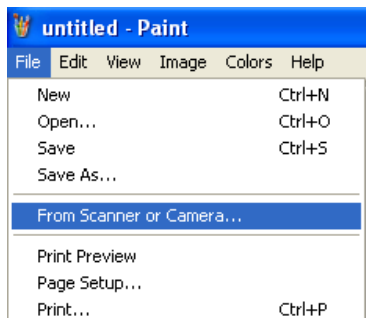 untitled - Paint
File Edit View Image Colors Help
New Ctrl+N
Open... Ctrl+O
Save Ctrl+S
Save As...
From Scanner or Camera...
Print Preview
Page Setup...
Print... Ctrl+P